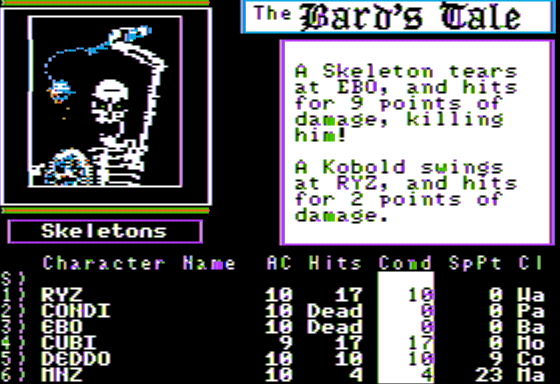 The Bard's Tale
A Skeleton tears
at EBO, and hits
for 9 points of
damage, killing
him!
A Kobold swings
at RYZ, and hits
for 2 points of
damage.
Skeletons
Character Name AC Hits Cond SpPt Cl
S)
1) RYZ 10 17 10 0 Wa
2) CONDI 10 Dead 0 0 Pa
3) EBO 10 Dead 0 0 Ba
4) CUBI 9 17 17 0 Mo
5) DEDDO 10 10 10 9 Co
6) MNZ 10 4 4 23 Ma